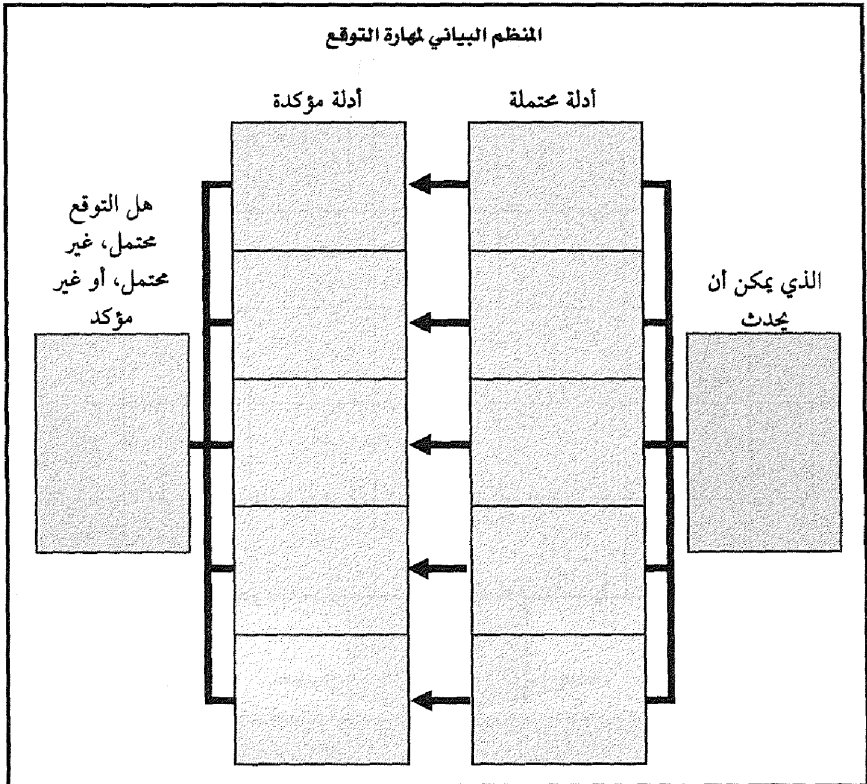 المنظم البياني لمهارة التوقع
أدلة محتملة
أدلة مؤكدة
الذي يمكن أن
يحدث
هل التوقع
محتمل، غير
محتمل، أو غير
مؤكد